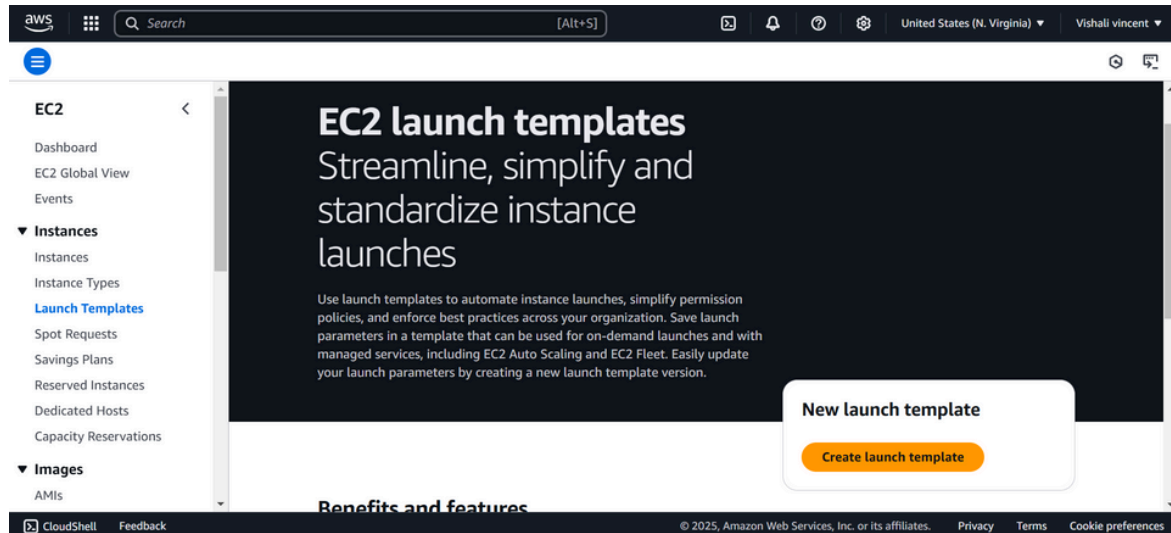 aws
Search [Alt+S]
United States (N. Virginia) ▼
Vishali vincent ▼
EC2
Dashboard
EC2 Global View
Events
▼ Instances
Instances
Instance Types
Launch Templates
Spot Requests
Savings Plans
Reserved Instances
Dedicated Hosts
Capacity Reservations
▼ Images
AMIs
EC2 launch templates
Streamline, simplify and
standardize instance
launches
Use launch templates to automate instance launches, simplify permission
policies, and enforce best practices across your organization. Save launch
parameters in a template that can be used for on-demand launches and with
managed services, including EC2 Auto Scaling and EC2 Fleet. Easily update
your launch parameters by creating a new launch template version.
New launch template
Create launch template
Benefits and features
CloudShell Feedback
© 2025, Amazon Web Services, Inc. or its affiliates. Privacy Terms Cookie preferences